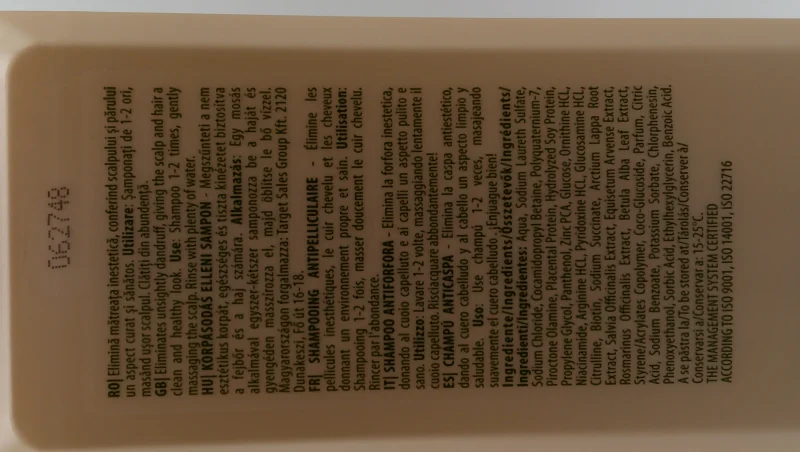 RO| Elimină mătreața inestetică, conferind scalpului și părului
un aspect curat și sănătos. Utilizare: Șamponați de 1-2 ori,
masând ușor scalpul. Clătiți din abundență.
GB| Eliminates unsightly dandruff, giving the scalp and hair a
clean and healthy look. Use: Shampoo 1-2 times, gently
massaging the scalp. Rinse with plenty of water.
HU| KORPÁSODÁS ELLENI SAMPON - Megszünteti a nem
esztétikus korpát, egészséges és tiszta kinézetet biztosítva
a fejbőr és a haj számára. Alkalmazás: Egy mosás
alkalmával egyszer-kétszer samponozza be a haját és
gyengéden masszírozza el, majd öblítse le bő vízzel.
Magyarországon forgalmazza: Target Sales Group Kft. 2120
Dunakeszi, Fő út 16-18.
FR| SHAMPOOING ANTIPELLICULAIRE - Élimine les
pellicules inesthétiques, le cuir chevelu et les cheveux
donnant un environnement propre et sain. Utilisation:
Shampooing 1-2 fois, masser doucement le cuir chevelu.
Rincer par l'abondance.
IT| SHAMPOO ANTIFORFORA - Elimina la forfora inestetica,
donando al cuoio capelluto e ai capelli un aspetto pulito e
sano. Utilizzo: Lavare 1-2 volte, massaggiando lentamente il
cuoio capelluto. Risciacquare abbondantemente!
ES| CHAMPÚ ANTICASPA - Elimina la caspa antiestético,
dando al cuero cabelludo y al cabello un aspecto limpio y
saludable. Uso: Use champú 1-2 veces, masajeando
suavemente el cuero cabelludo. ¡Enjuague bien!
Ingrediente/Ingredients/Összetevők/Ingrédients/
Ingredienti/Ingredientes: Aqua, Sodium Laureth Sulfate,
Sodium Chloride, Cocamidopropyl Betaine, Polyquaternium-7,
Piroctone Olamine, Placental Protein, Hydrolyzed Soy Protein,
Propylene Glycol, Panthenol, Zinc PCA, Glucose, Ornithine HCL,
Niacinamide, Arginine HCL, Pyridoxine HCL, Glucosamine HCL,
Citrulline, Biotin, Sodium Succinate, Arctium Lappa Root
Extract, Salvia Officinalis Extract, Equisetum Arvense Extract,
Rosmarinus Officinalis Extract, Betula Alba Leaf Extract,
Styrene/Acrylates Copolymer, Coco-Glucoside, Parfum, Citric
Acid, Sodium Benzoate, Potassium Sorbate, Chlorphenesin,
Phenoxyethanol, Sorbic Acid, Ethylhexylglycerin, Benzoic Acid.
A se păstra la/To be stored at/Tárolás/Conserver à/
Conservarsi a/Conservar a: 15-25°C.
THE MANAGEMENT SYSTEM CERTIFIED
ACCORDING TO ISO 9001, ISO 14001, ISO 22716
062748